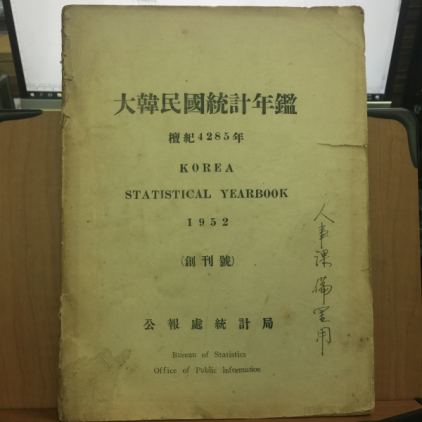 大韓民國統計年鑑
檀紀4285年
KOREA
STATISTICAL YEARBOOK
1952
(創刊號)
人事課備置用
公報處統計局
Bureau of Statistics
Office of Public Information